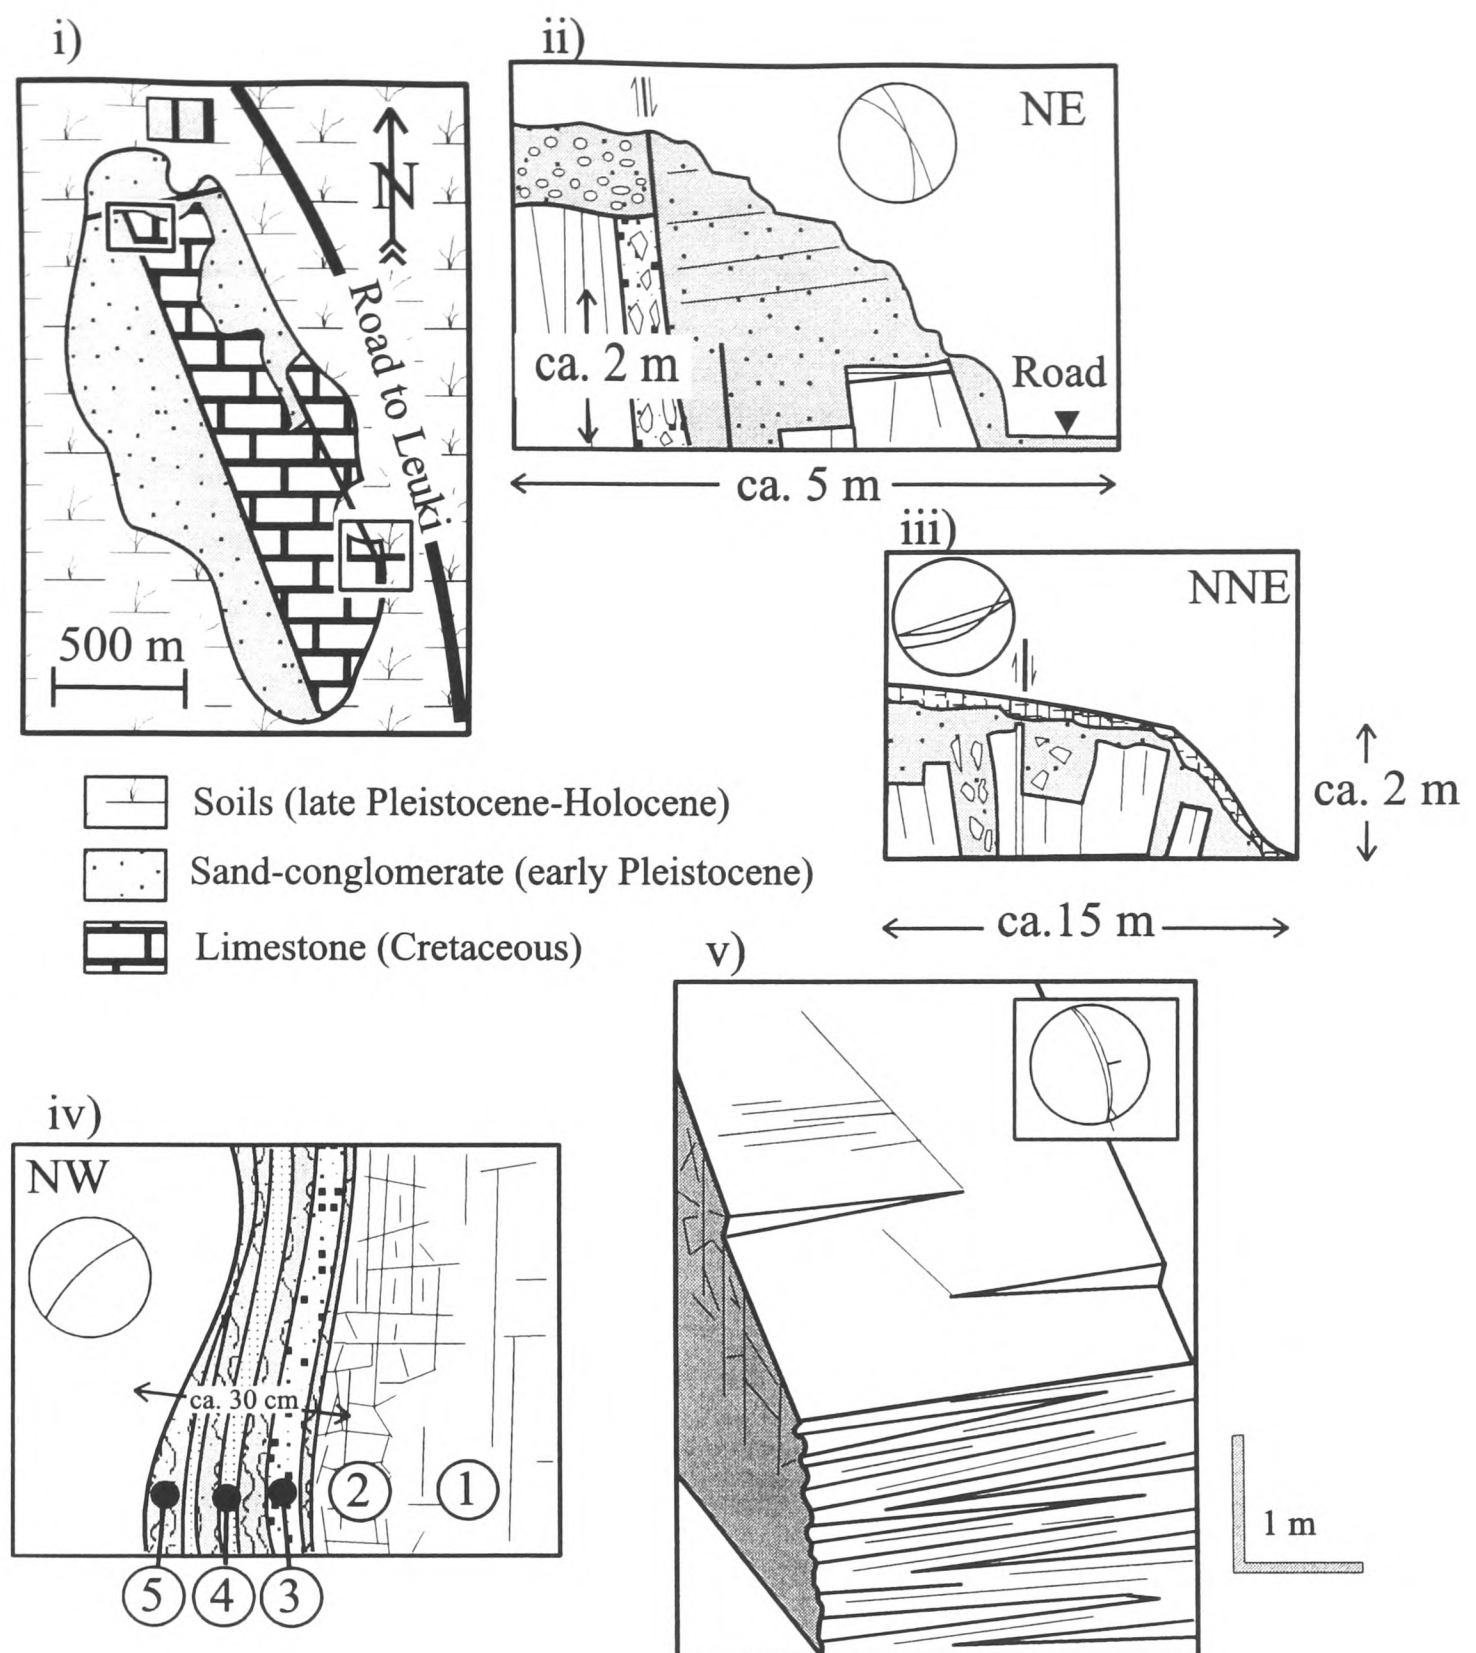 i)
N
Road to Leuki
500 m
Soils (late Pleistocene-Holocene)
Sand-conglomerate (early Pleistocene)
Limestone (Cretaceous)
ii)
NE
ca. 2 m
Road
ca. 5 m
iii)
NNE
ca. 2 m
ca.15 m
iv)
NW
ca. 30 cm
2
1
5
4
3
v)
1 m